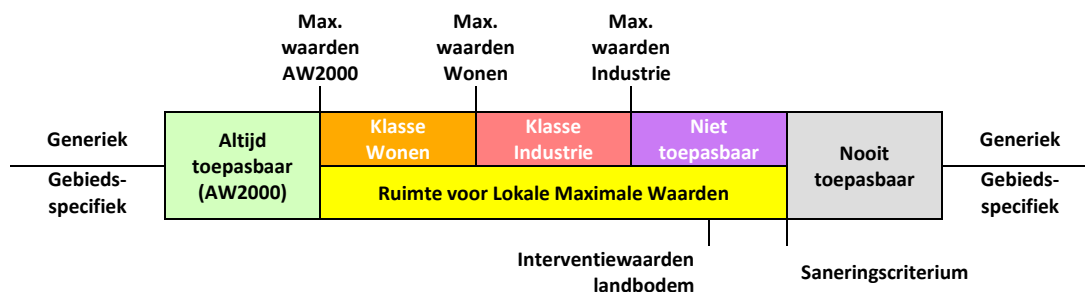 Max.
waarden
AW2000
Max.
waarden
Wonen
Max.
waarden
Industrie
Generiek
Gebieds-
specifiek
Altijd
toepasbaar
(AW2000)
Klasse
Wonen
Klasse
Industrie
Niet
toepasbaar
Ruimte voor Lokale Maximale Waarden
Nooit
toepasbaar
Generiek
Gebieds-
specifiek
Interventiewaarden
landbodem
Saneringscriterium